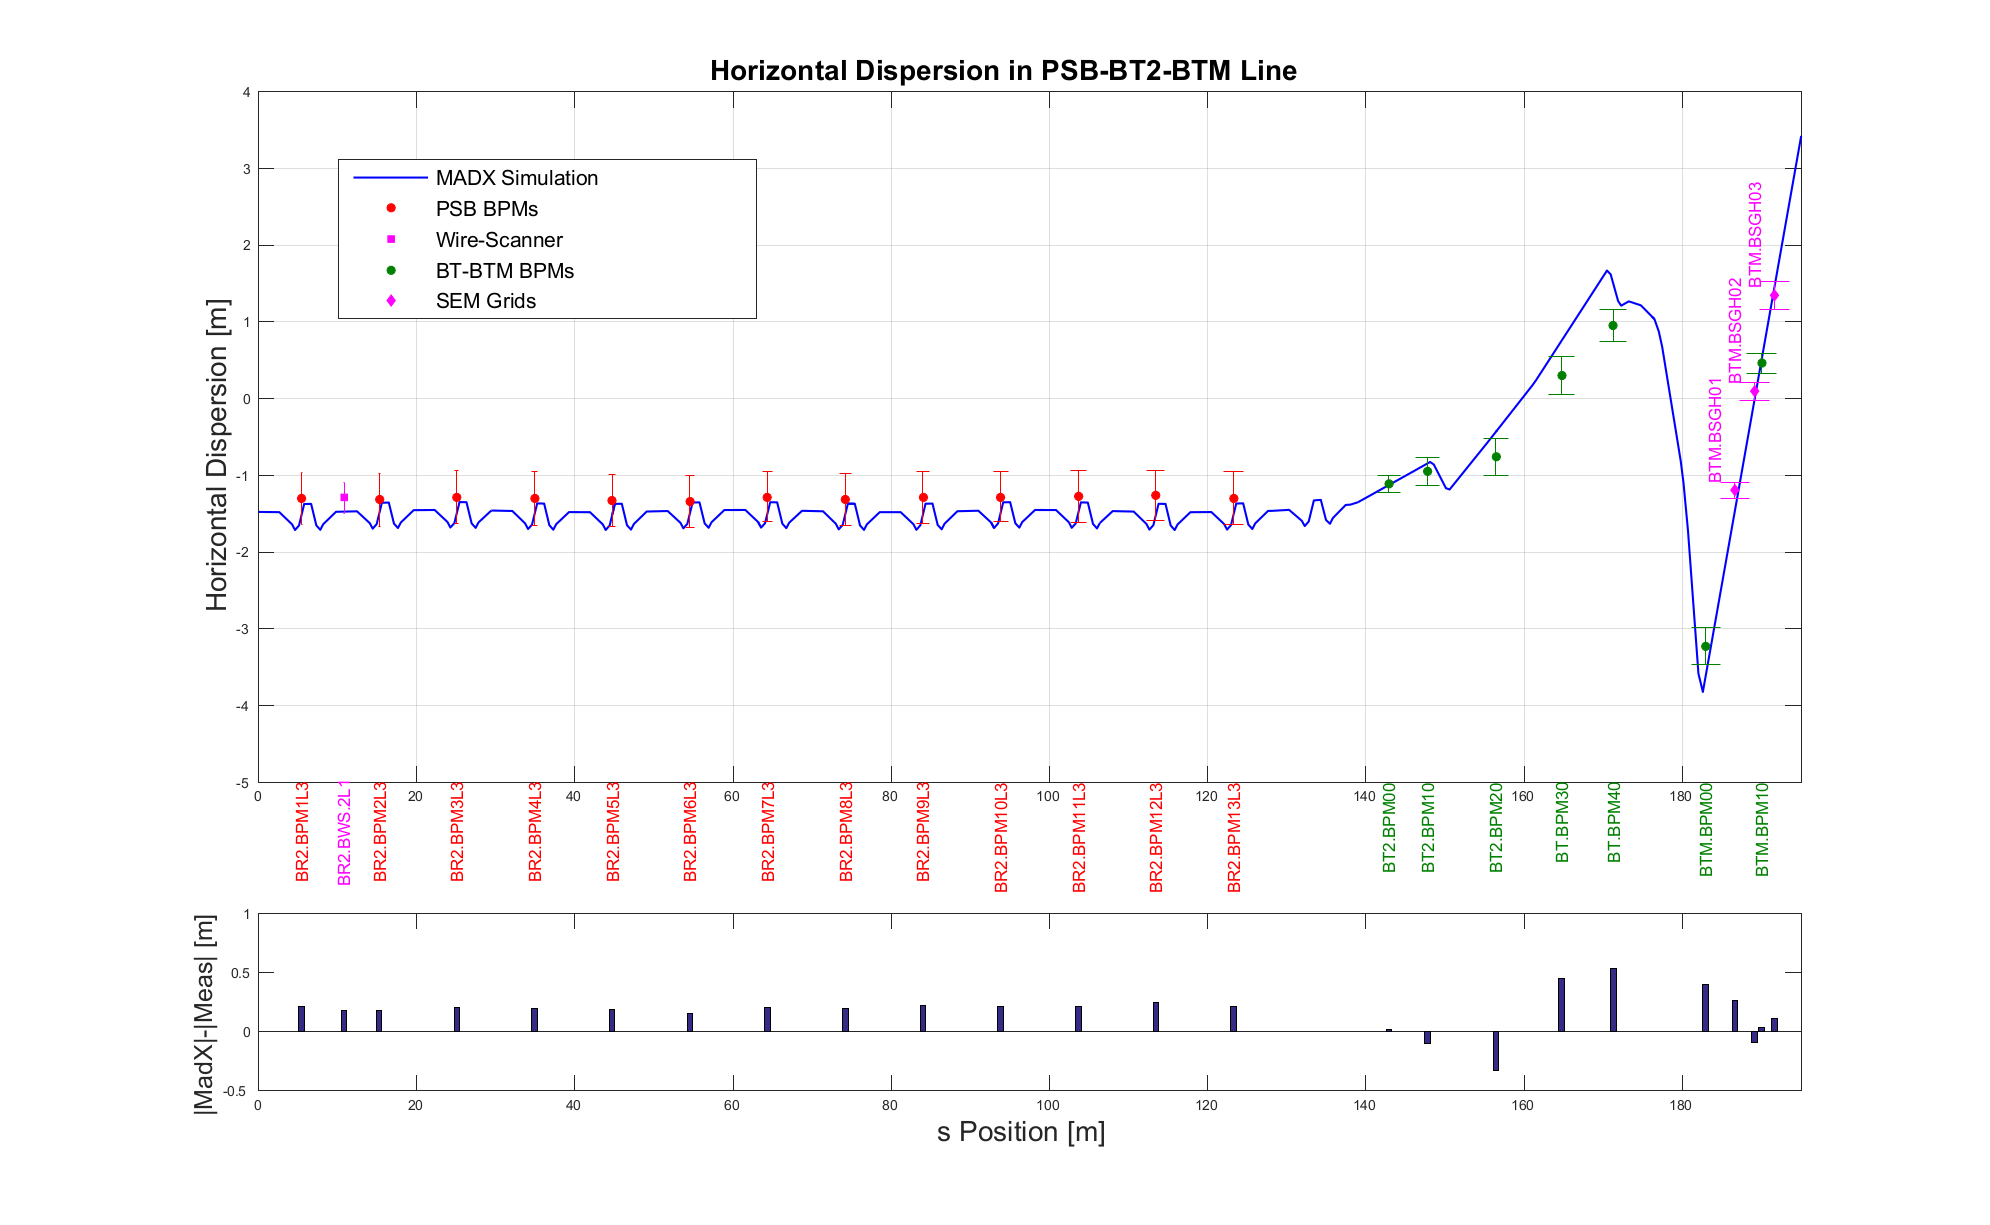 Horizontal Dispersion in PSB-BT2-BTM Line
Horizontal Dispersion [m]
4
3
2
1
0
-1
-2
-3
-4
-5
MADX Simulation
PSB BPMs
Wire-Scanner
BT-BTM BPMs
SEM Grids
BTM.BSGH01
BTM.BSGH02
BTM.BSGH03
0
20
40
60
80
100
120
140
160
180
BR2.BPM1L3
BR2.BWS.2L1
BR2.BPM2L3
BR2.BPM3L3
BR2.BPM4L3
BR2.BPM5L3
BR2.BPM6L3
BR2.BPM7L3
BR2.BPM8L3
BR2.BPM9L3
BR2.BPM10L3
BR2.BPM11L3
BR2.BPM12L3
BR2.BPM13L3
BT2.BPM00
BT2.BPM10
BT2.BPM20
BT.BPM30
BT.BPM40
BTM.BPM00
BTM.BPM10
|MadX|-|Meas| [m]
1
0.5
0
-0.5
0
20
40
60
80
100
120
140
160
180
s Position [m]